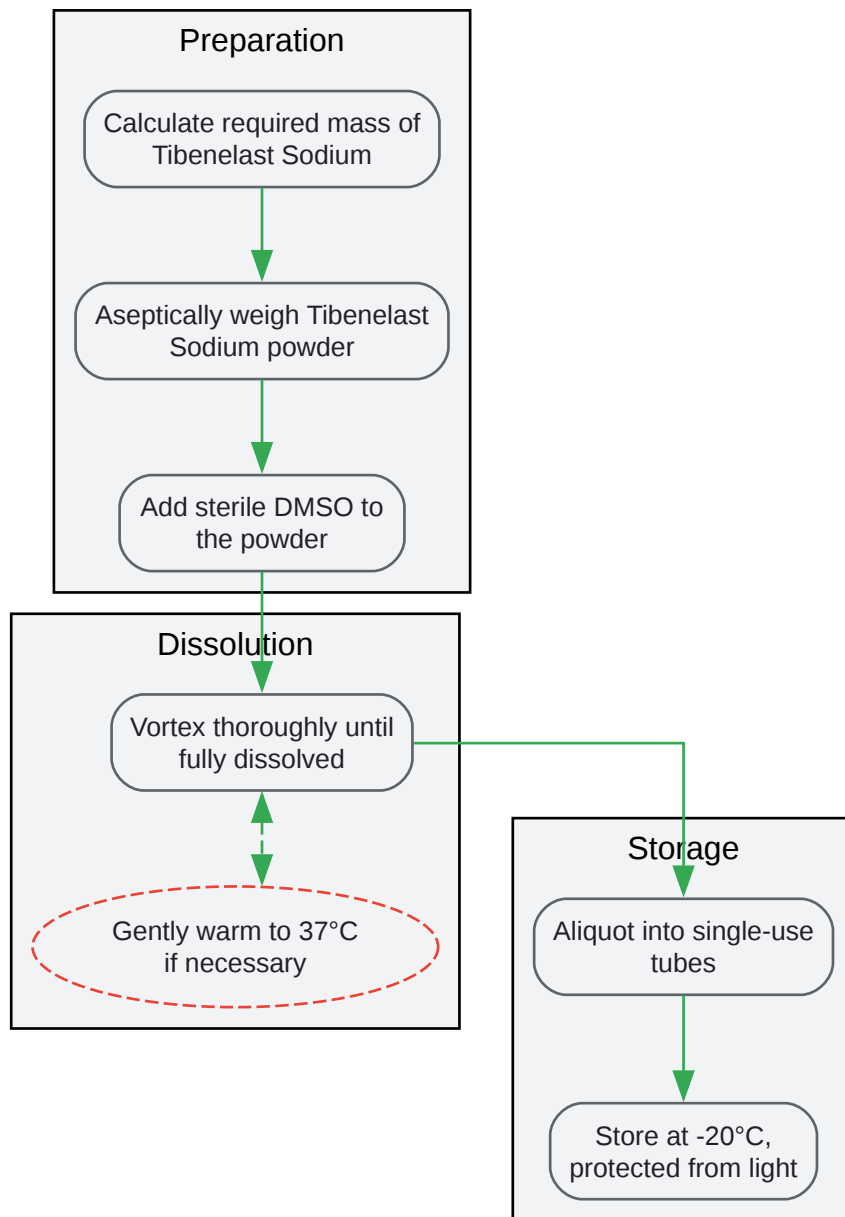 Preparation
Calculate required mass of
Tibenelast Sodium
Aseptically weigh Tibenelast
Sodium powder
Add sterile DMSO to
the powder
Dissolution
Vortex thoroughly until
fully dissolved
Gently warm to 37°C
if necessary
Storage
Aliquot into single-use
tubes
Store at -20°C,
protected from light